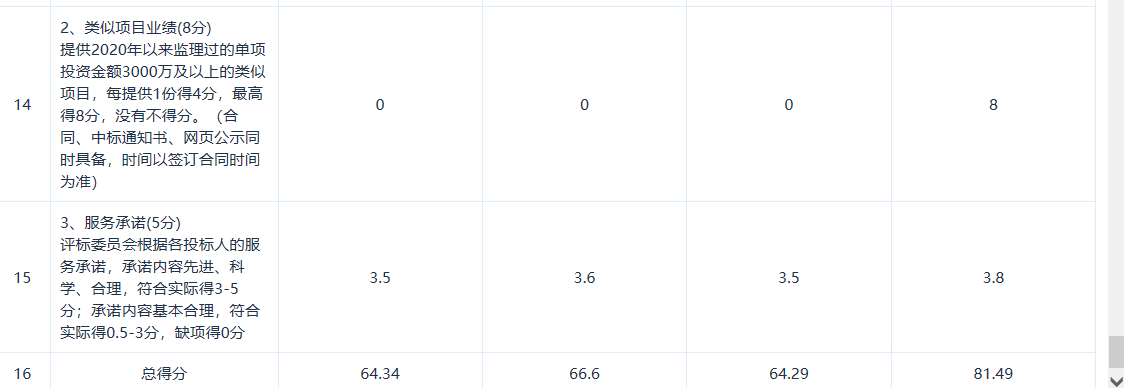 2、类似项目业绩(8分)
提供2020年以来监理过的单项
投资金额3000万及以上的类似
项目，每提供1份得4分，最高
得8分，没有不得分。（合
同、中标通知书、网页公示同
时具备，时间以签订合同时间
为准）
14
0
0
0
8
3、服务承诺(5分)
评标委员会根据各投标人的服
务承诺，承诺内容先进、科
学、合理，符合实际得3-5
分；承诺内容基本合理，符合
实际得0.5-3分，缺项得0分
15
3.5
3.6
3.5
3.8
16
总得分
64.34
66.6
64.29
81.49